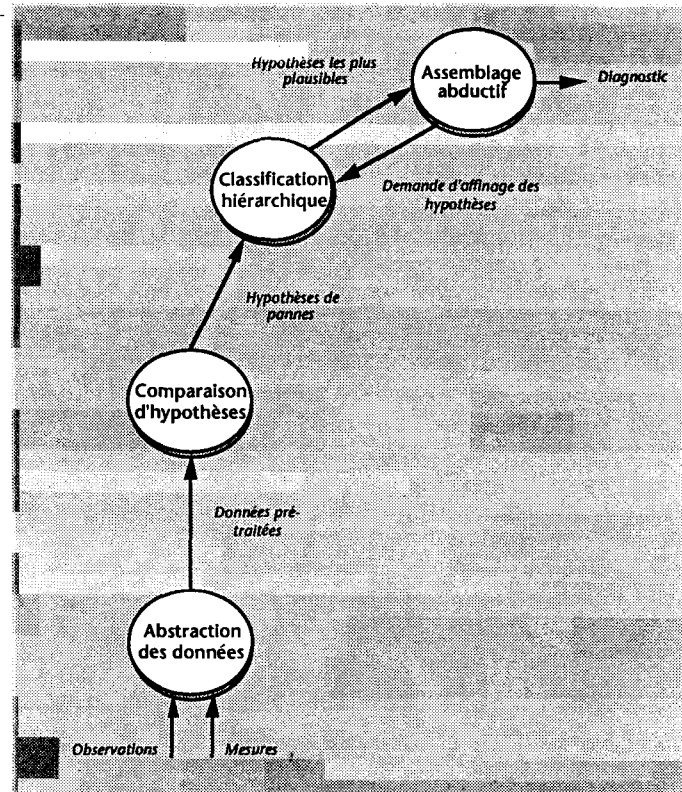 Hypothèses les plus
plausibles
Assemblage
abductif
Diagnostic
Classification
hiérarchique
Demande d'affinage des
hypothèses
Hypothèses de
pannes
Comparaison
d'hypothèses
Données pré-
traitées
Abstraction
des données
Observations
Mesures